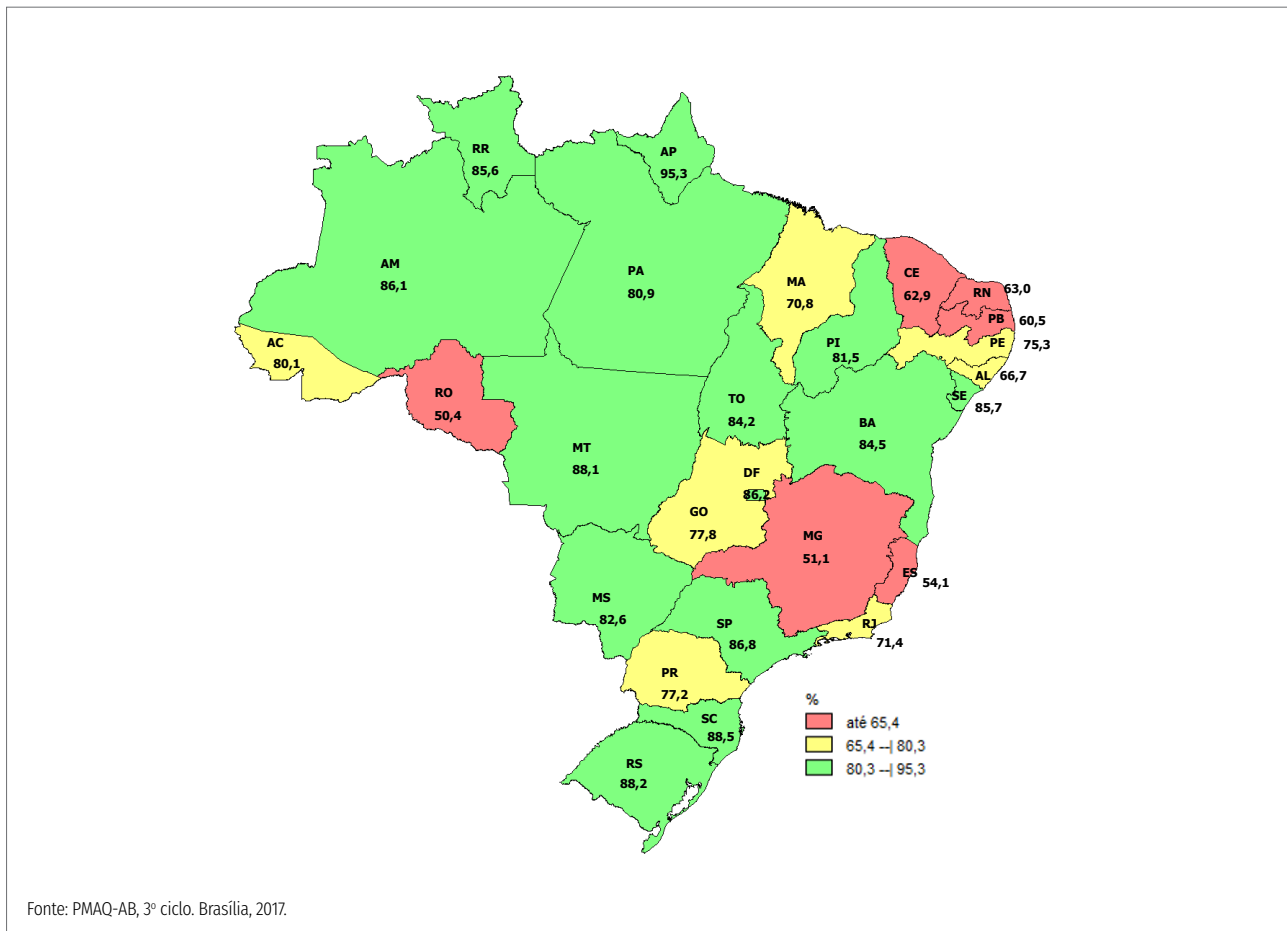 RR
85,6
AP
95,3
AM
86,1
PA
80,9
MA
70,8
CE
62,9
RN
63,0
PB
60,5
PE
75,3
AL
66,7
SE
85,7
PI
81,5
AC
80,1
RO
50,4
TO
84,2
BA
84,5
MT
88,1
DF
86,2
GO
77,8
MG
51,1
ES
54,1
MS
82,6
SP
86,8
RJ
71,4
PR
77,2
SC
88,5
RS
88,2
%
até 65,4
65,4 --| 80,3
80,3 --| 95,3
Fonte: PMAQ-AB, 3º ciclo. Brasília, 2017.